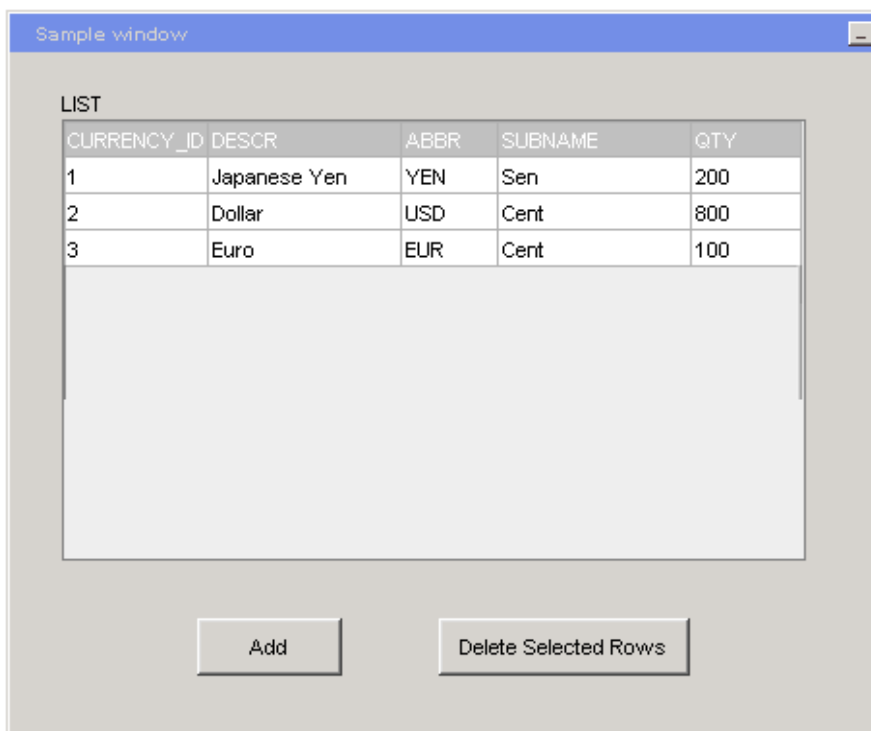 Sample window
LIST
CURRENCY_ID DESCR ABBR SUBNAME QTY
1 Japanese Yen YEN Sen 200
2 Dollar USD Cent 800
3 Euro EUR Cent 100
Add Delete Selected Rows